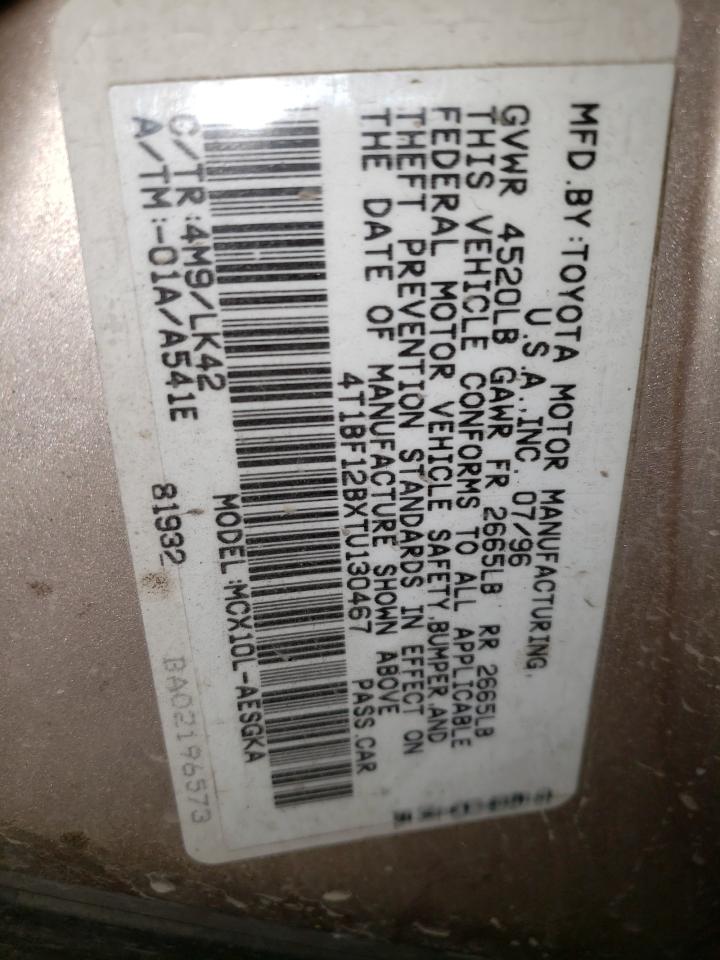 MFD.BY:TOYOTA MOTOR MANUFACTURING,
U.S.A.,INC. 07/96
GVWR 4520LB GAWR FR 2665LB RR 2665LB
THIS VEHICLE CONFORMS TO ALL APPLICABLE
FEDERAL MOTOR VEHICLE SAFETY,BUMPER,AND
THEFT PREVENTION STANDARDS IN EFFECT ON
THE DATE OF MANUFACTURE SHOWN ABOVE
4T1BF12BXTU130467 PASS.CAR
C/TR:4M9/LK42 MODEL:MCX10L-AESGKA
A/TM:-01A/A541E 81932
BA02196573